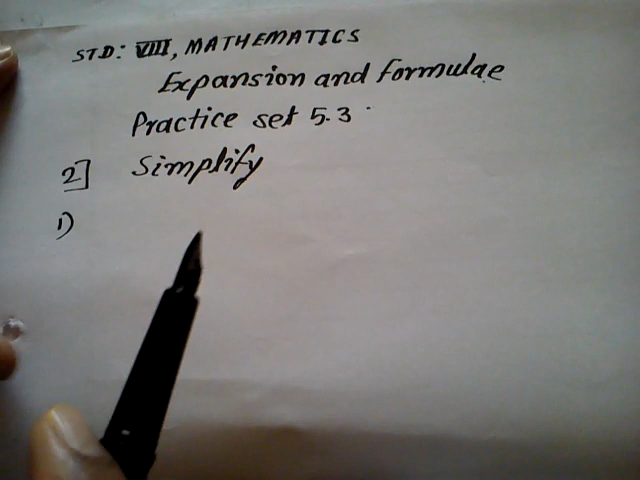 STD: VIII, MATHEMATICS
Expansion and formulae
Practice set 5.3
2] Simplify
1)